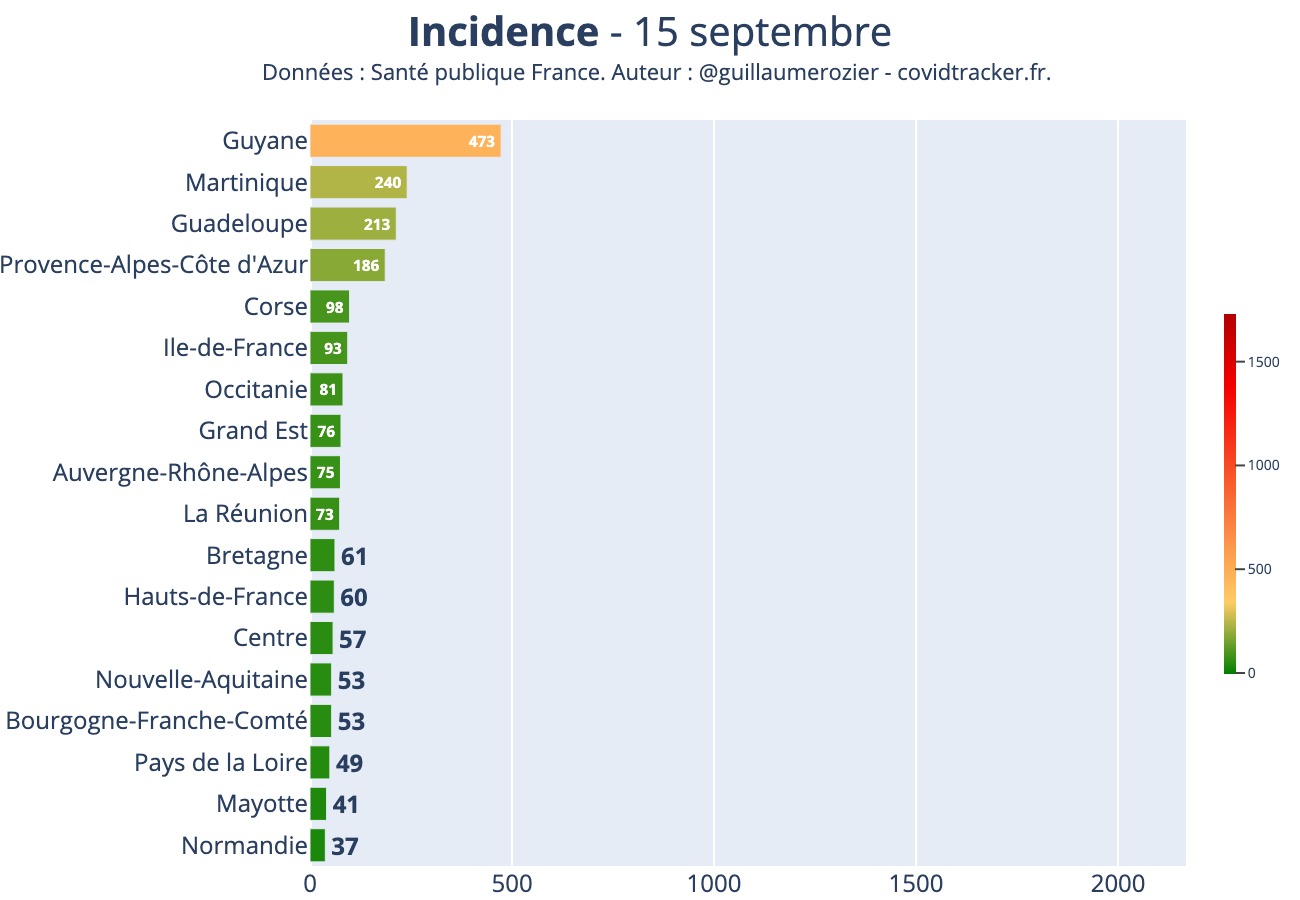 Incidence - 15 septembre
Données : Santé publique France. Auteur : @guillaumerozier - covidtracker.fr.
Guyane 473
Martinique 240
Guadeloupe 213
Provence-Alpes-Côte d'Azur 186
Corse 98
Ile-de-France 93
Occitanie 81
Grand Est 76
Auvergne-Rhône-Alpes 75
La Réunion 73
Bretagne 61
Hauts-de-France 60
Centre 57
Nouvelle-Aquitaine 53
Bourgogne-Franche-Comté 53
Pays de la Loire 49
Mayotte 41
Normandie 37
0 500 1000 1500 2000
1500
1000
500
0